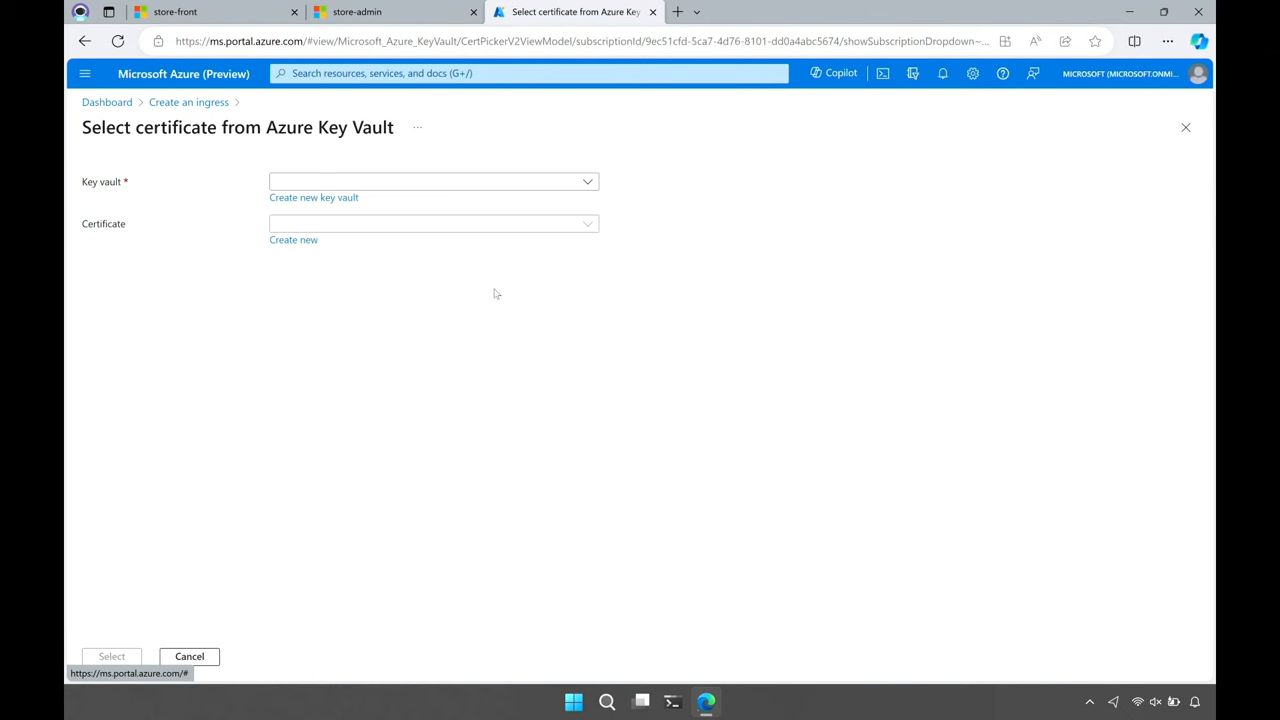 store-front
store-admin
Select certificate from Azure Key
https://ms.portal.azure.com/#view/Microsoft_Azure_KeyVault/CertPickerV2ViewModel/subscriptionId/9ec51cfd-5ca7-4d76-8101-dd0a4abc5674/showSubscriptionDropdown~...
Microsoft Azure (Preview)
Search resources, services, and docs (G+/)
Copilot
MICROSOFT (MICROSOFT.ONMI...
Dashboard > Create an ingress >
Select certificate from Azure Key Vault ...
Key vault *
Create new key vault
Certificate
Create new
Select
Cancel
https://ms.portal.azure.com/#